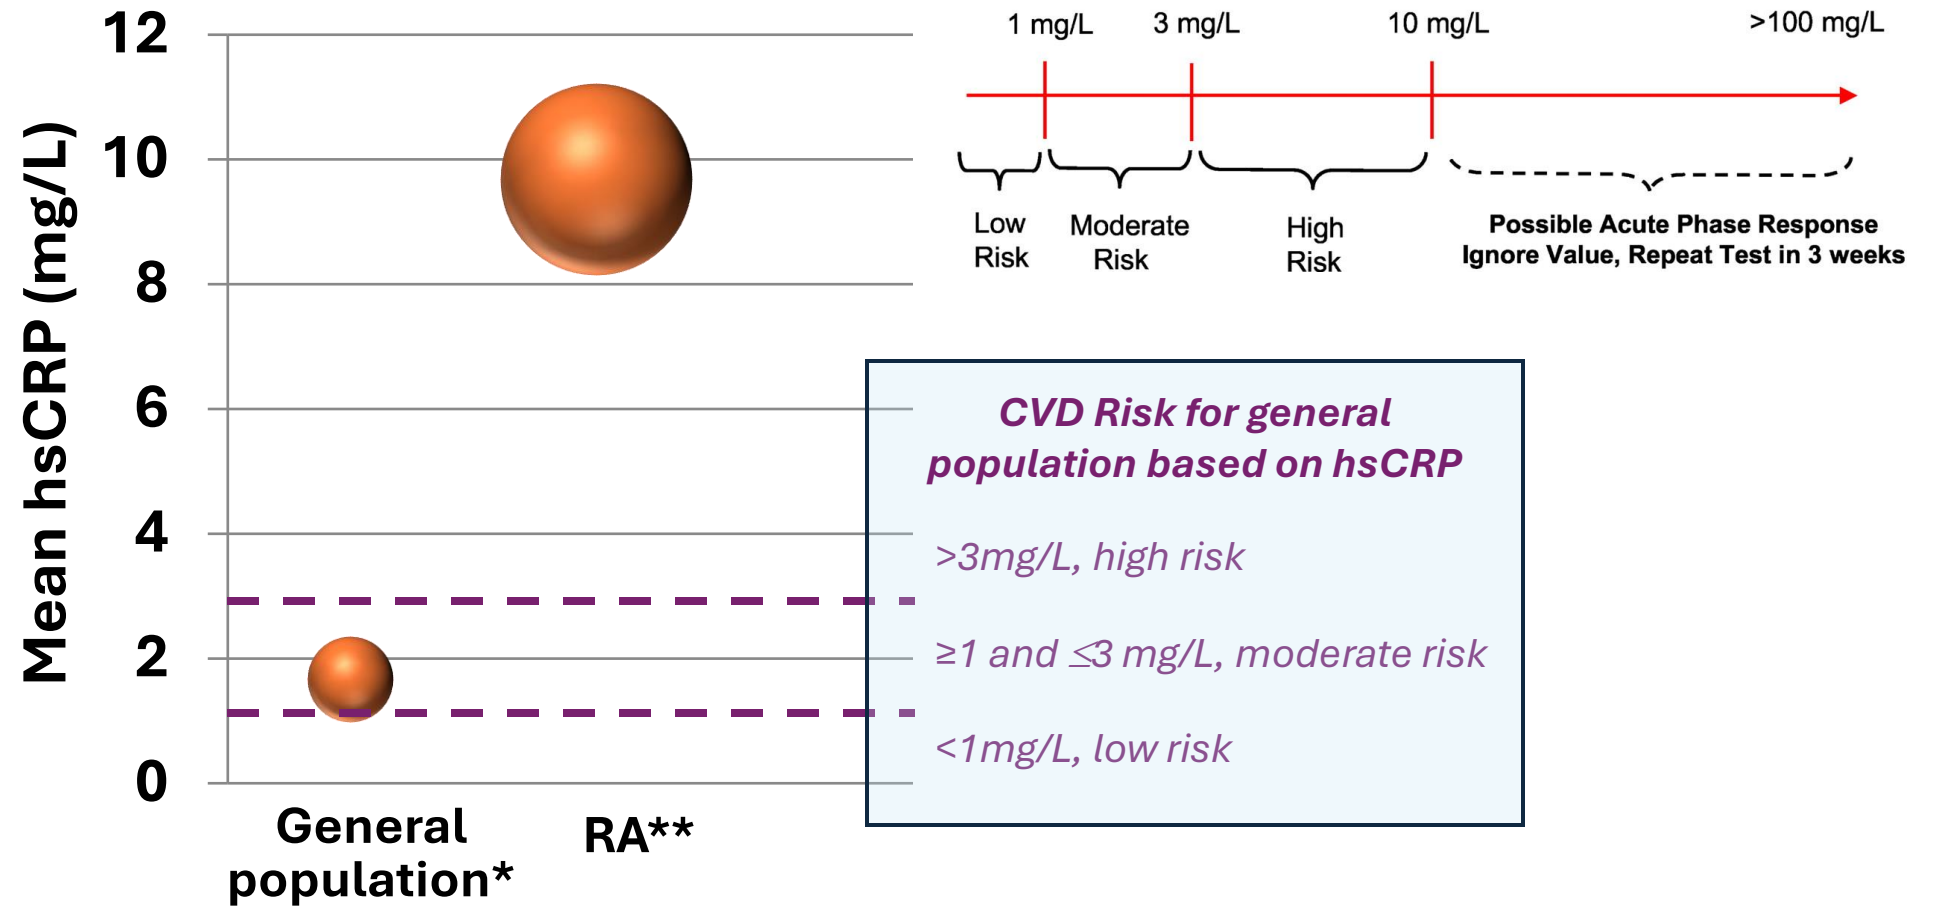 Mean hsCRP (mg/L)
12
10
8
6
4
2
0
General
population*
RA**
1 mg/L
3 mg/L
10 mg/L
>100 mg/L
Low
Risk
Moderate
Risk
High
Risk
Possible Acute Phase Response
Ignore Value, Repeat Test in 3 weeks
CVD Risk for general
population based on hsCRP
>3mg/L, high risk
≥1 and ≤3 mg/L, moderate risk
<1mg/L, low risk